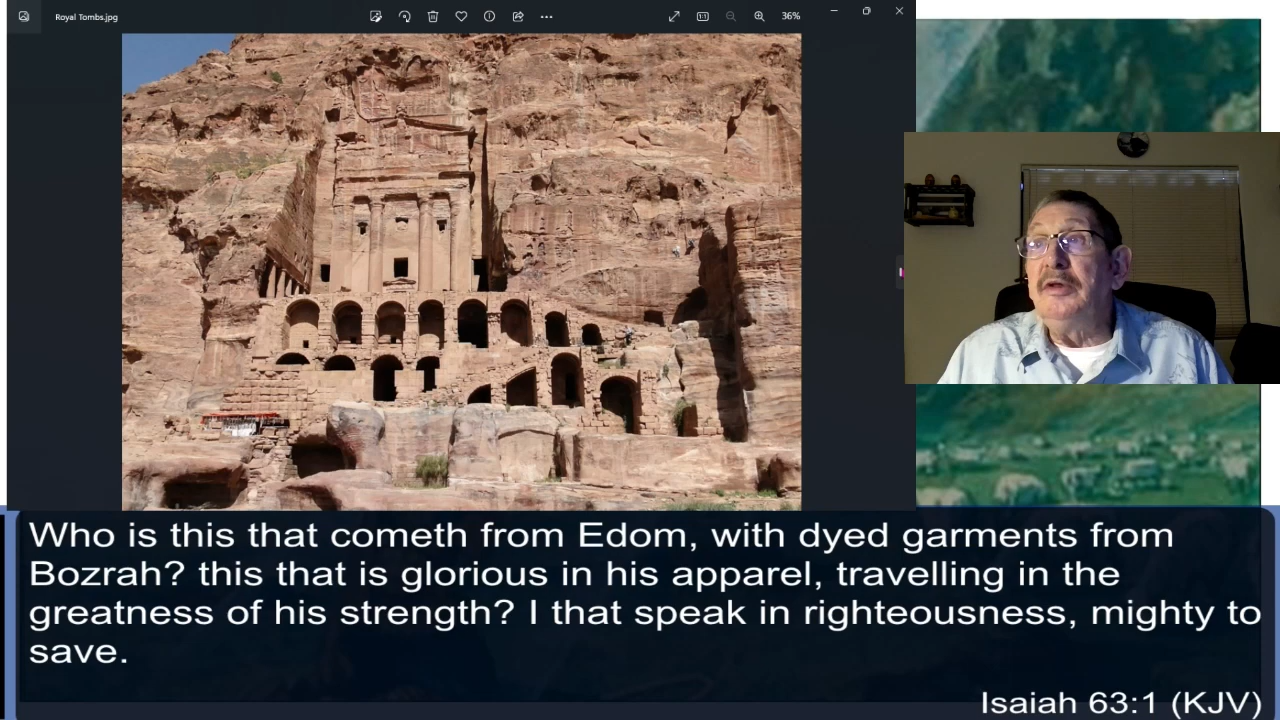 Royal Tombs.jpg
36%
Who is this that cometh from Edom, with dyed garments from
Bozrah? this that is glorious in his apparel, travelling in the
greatness of his strength? I that speak in righteousness, mighty to
save.
Isaiah 63:1 (KJV)